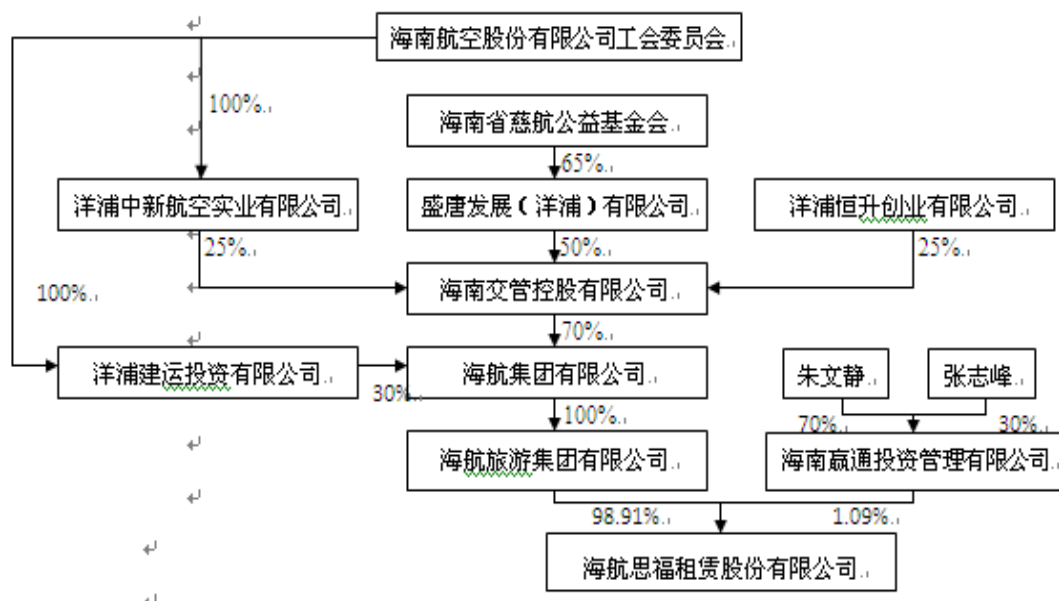 海南航空股份有限公司工会委员会
100%
海南省慈航公益基金会
65%
洋浦中新航空实业有限公司
盛唐发展（洋浦）有限公司
洋浦恒升创业有限公司
25%
50%
25%
100%
海南交管控股有限公司
70%
洋浦建运投资有限公司
30%
海航集团有限公司
朱文静
张志峰
100%
70%
30%
海航旅游集团有限公司
海南赢通投资管理有限公司
98.91%
1.09%
海航思福租赁股份有限公司